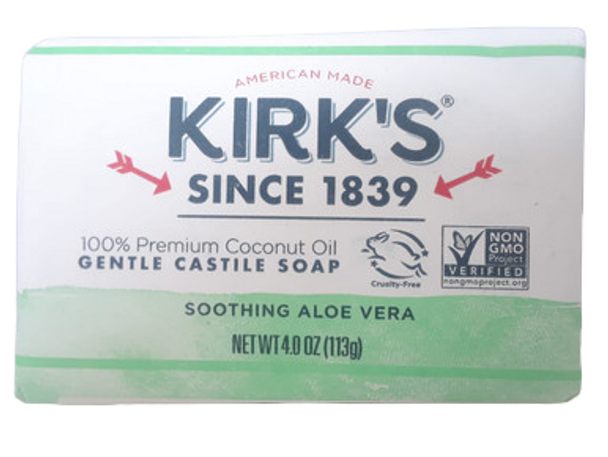 AMERICAN MADE
KIRK'S®
SINCE 1839
100% Premium Coconut Oil
GENTLE CASTILE SOAP
Cruelty-Free
NON
GMO
Project
VERIFIED
nongmoproject.org
SOOTHING ALOE VERA
NET WT 4.0 OZ (113g)